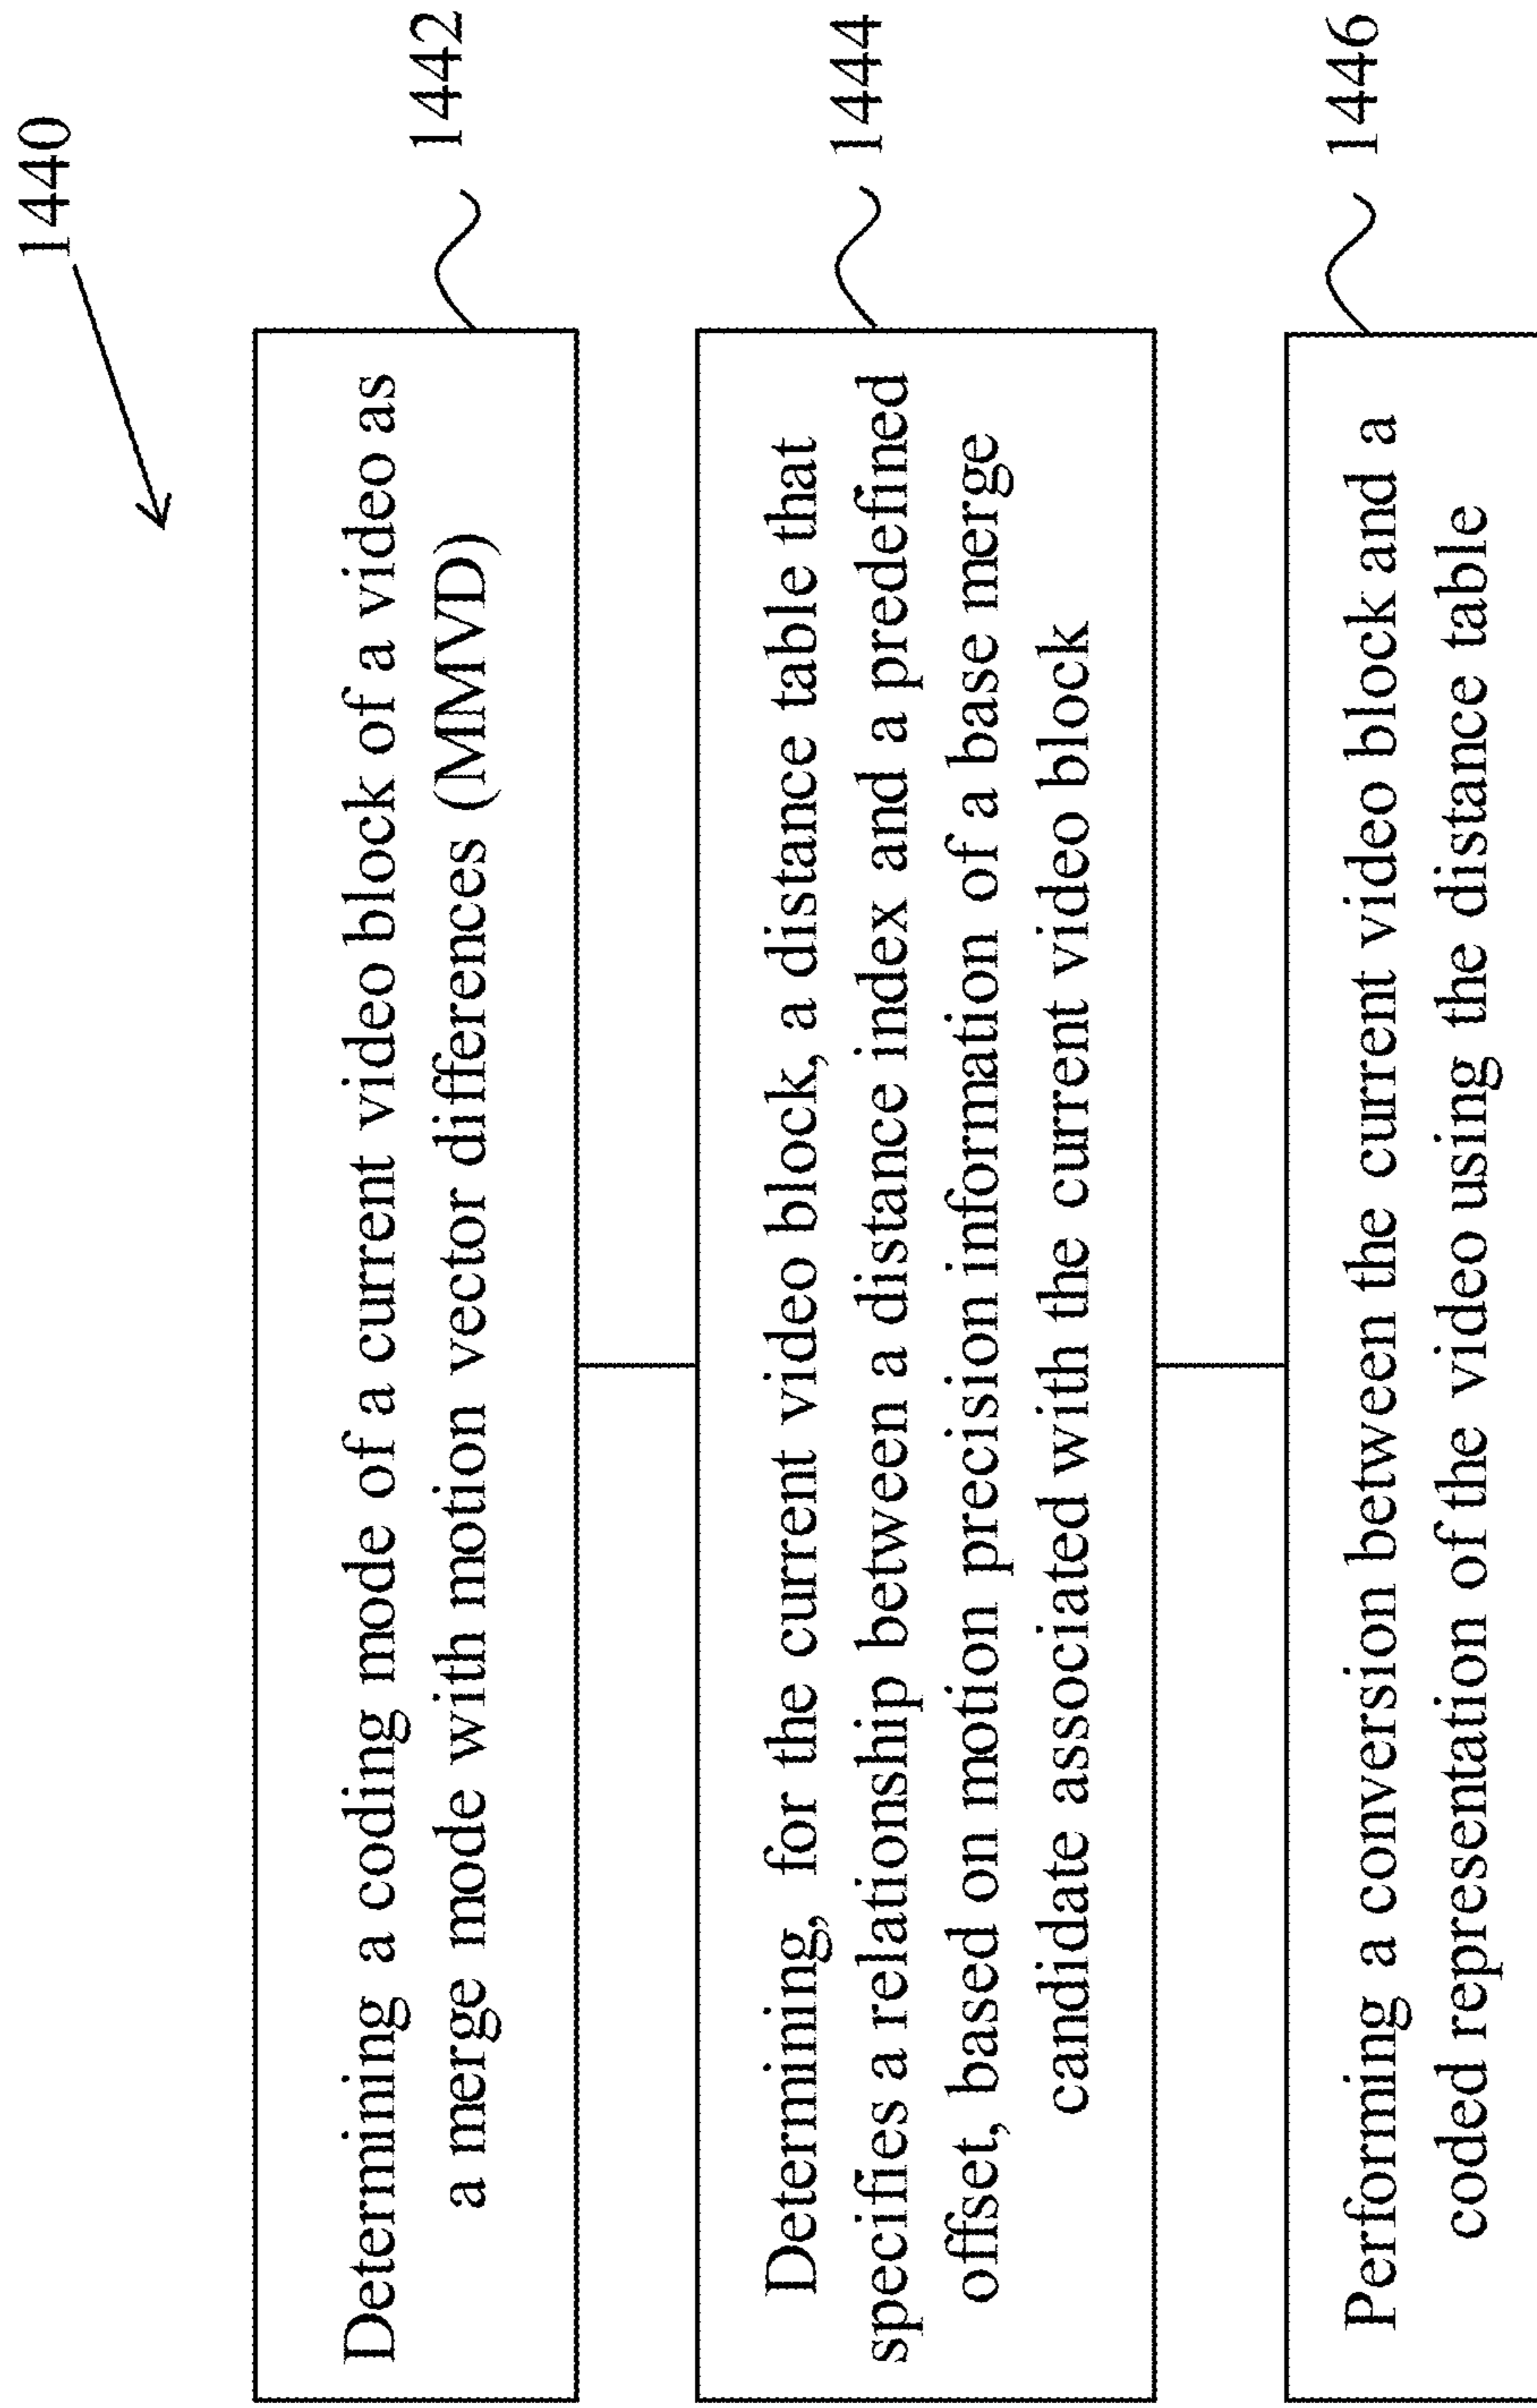 1440
Determining a coding mode of a current video block of a video as
a merge mode with motion vector differences (MMVD)
1442
Determining, for the current video block, a distance table that
specifies a relationship between a distance index and a predefined
offset, based on motion precision information of a base merge
candidate associated with the current video block
1444
Performing a conversion between the current video block and a
coded representation of the video using the distance table
1446